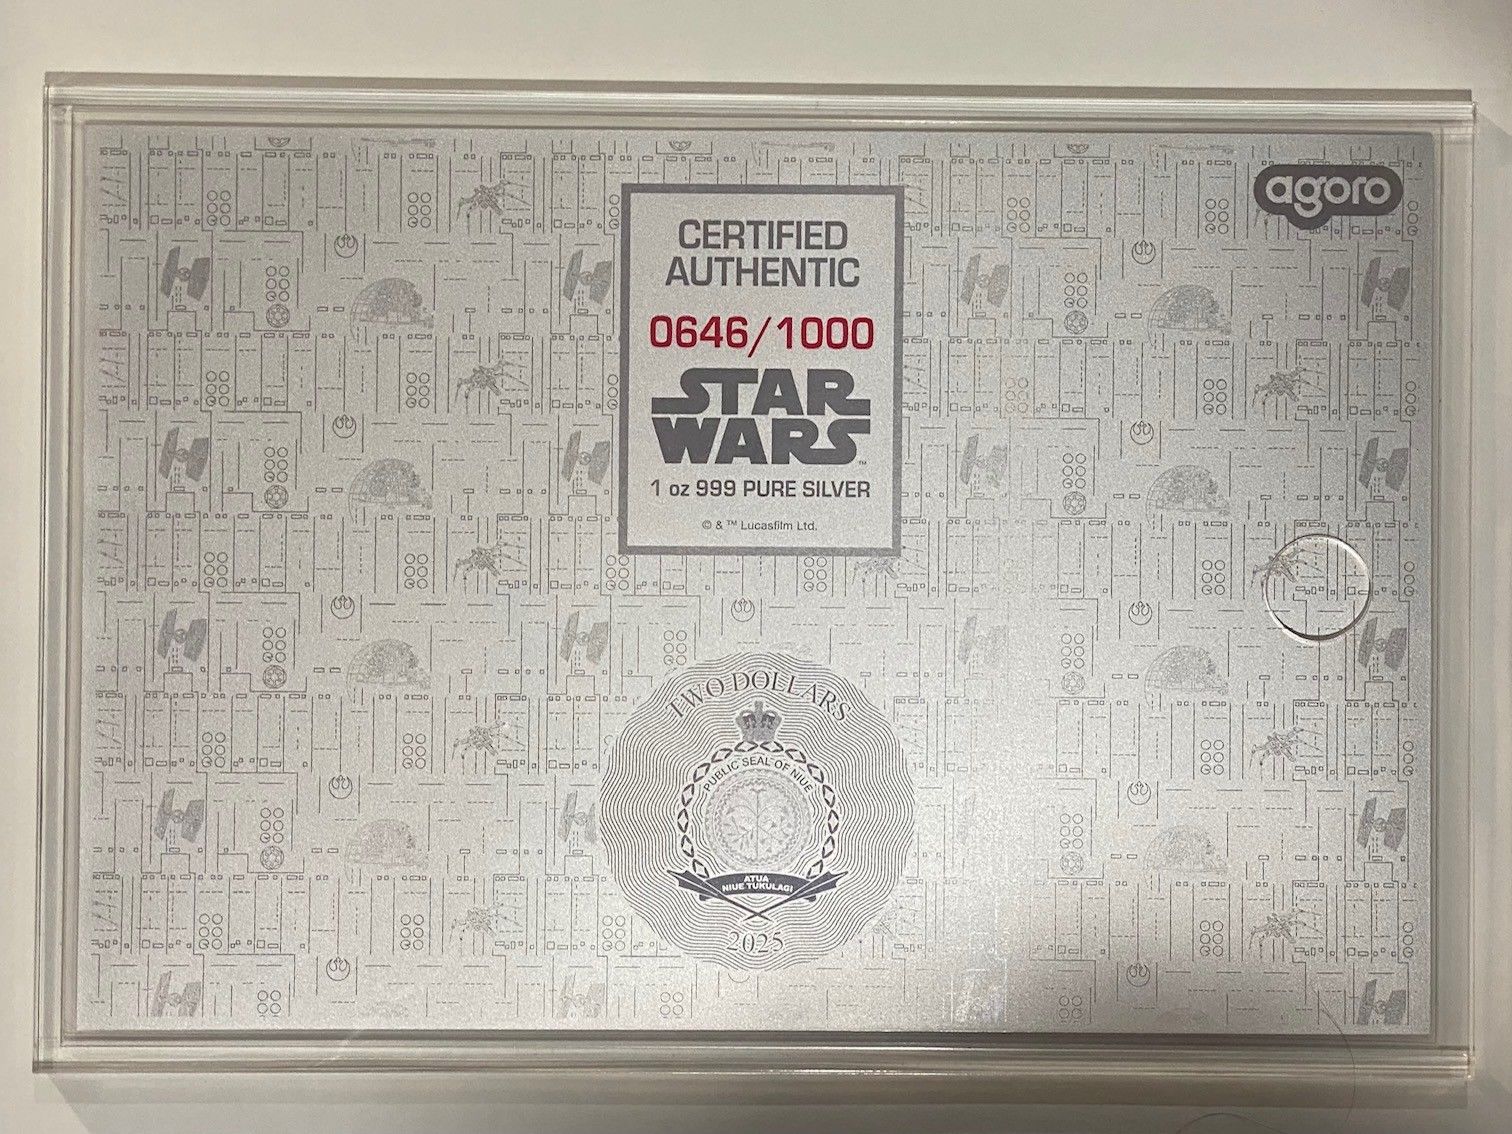 agoro
CERTIFIED
AUTHENTIC
0646/1000
STAR
WARS™
1 oz 999 PURE SILVER
© & ™ Lucasfilm Ltd.
TWO DOLLARS
PUBLIC SEAL OF NIUE
ATUA
NIUE TUKULAGI
2025